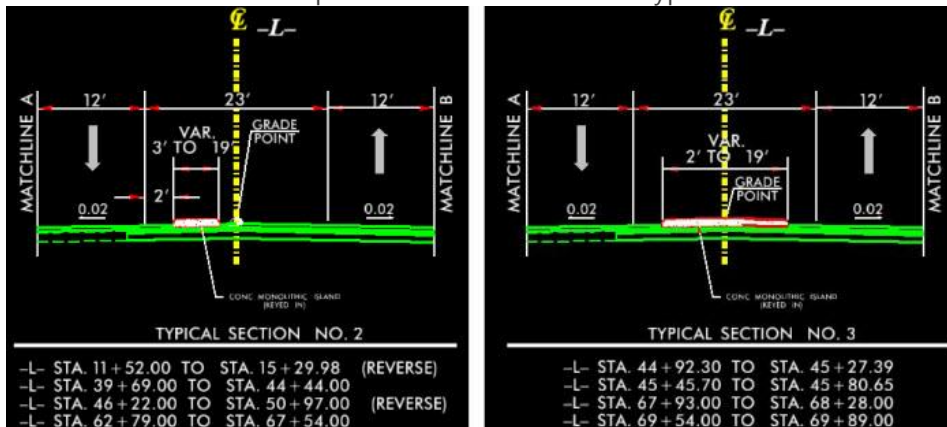 ℄ -L-
12' 23' 12'
MATCHLINE A
VAR.
3' TO 19'
GRADE
POINT
MATCHLINE B
2'
0.02 0.02
CONC MONOLITHIC ISLAND
(KEYED IN)
TYPICAL SECTION NO. 2
-L- STA. 11+52.00 TO STA. 15+29.98 (REVERSE)
-L- STA. 39+69.00 TO STA. 44+44.00
-L- STA. 46+22.00 TO STA. 50+97.00 (REVERSE)
-L- STA. 62+79.00 TO STA. 67+54.00
℄ -L-
12' 23' 12'
MATCHLINE A
VAR.
2' TO 19'
GRADE
POINT
MATCHLINE B
0.02 0.02
CONC MONOLITHIC ISLAND
(KEYED IN)
TYPICAL SECTION NO. 3
-L- STA. 44+92.30 TO STA. 45+27.39
-L- STA. 45+45.70 TO STA. 45+80.65
-L- STA. 67+93.00 TO STA. 68+28.00
-L- STA. 69+54.00 TO STA. 69+89.00